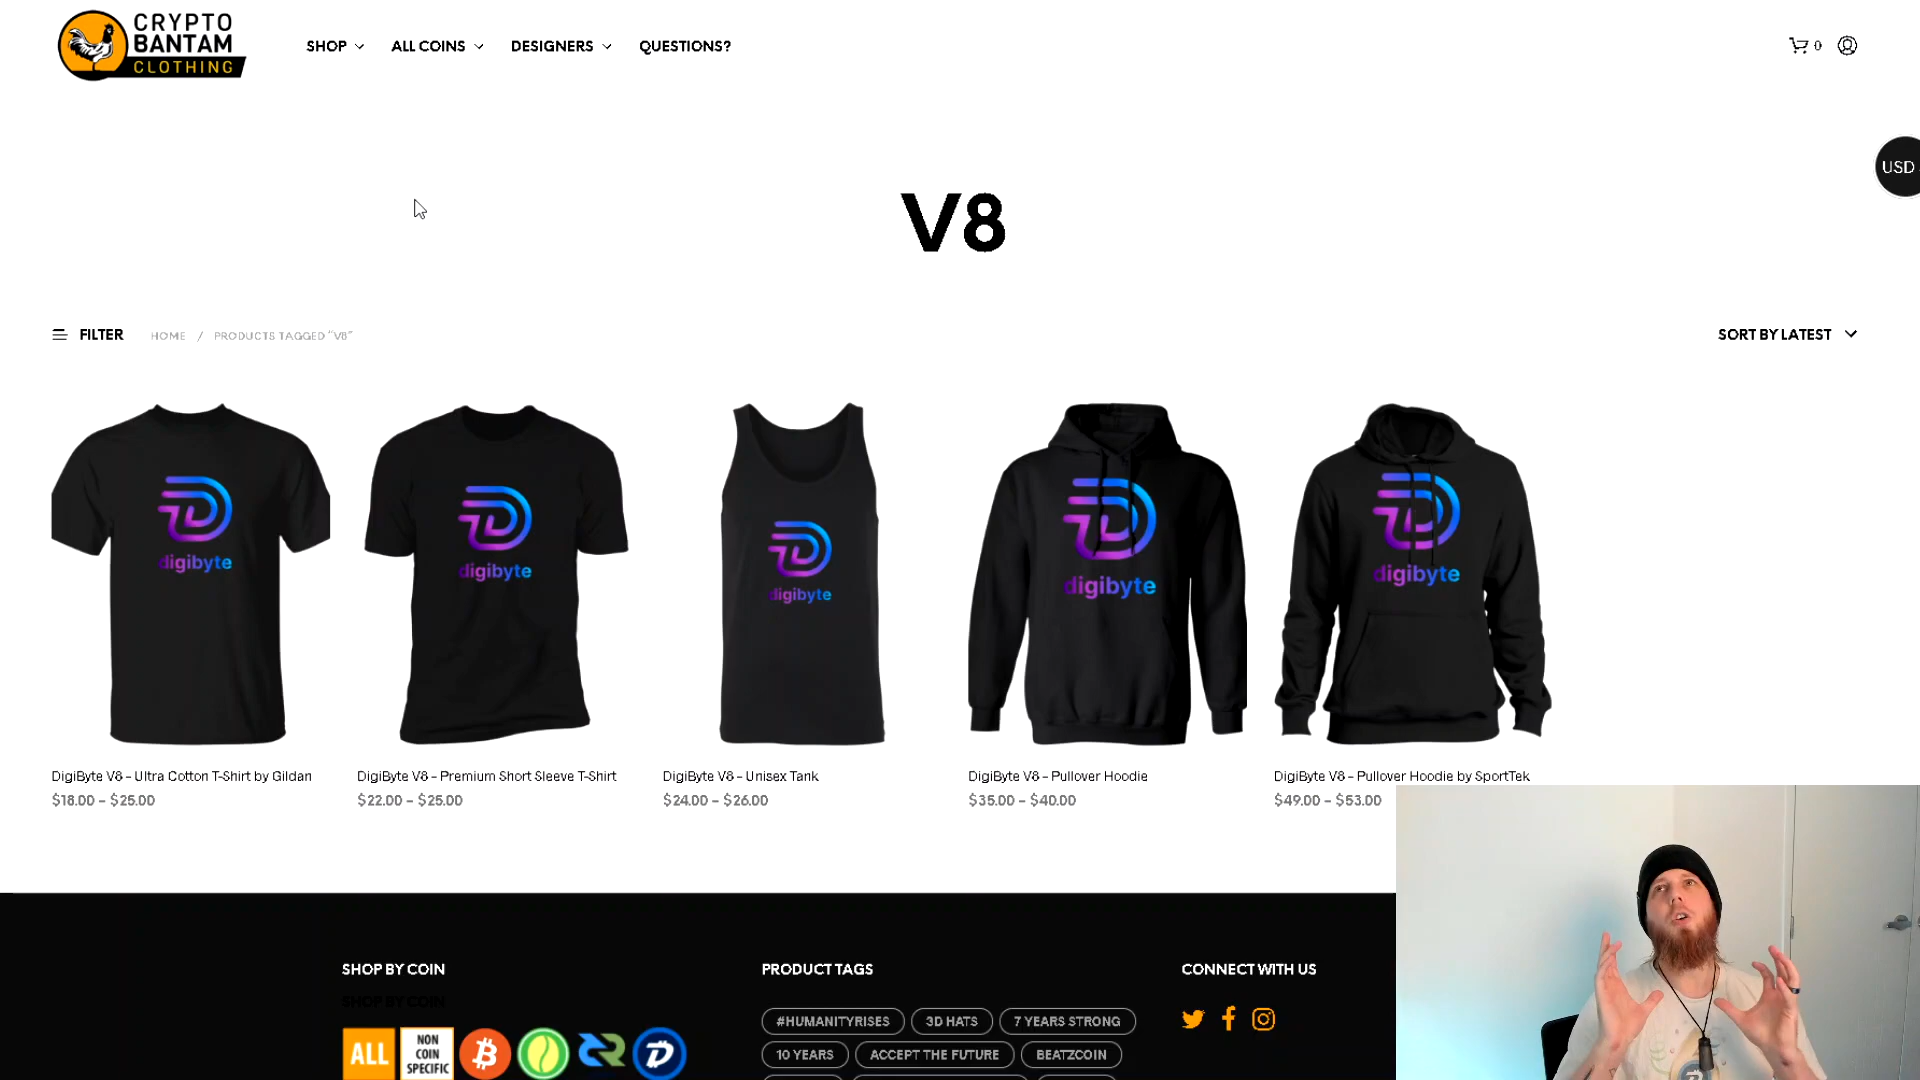 CRYPTO
BANTAM
CLOTHING
SHOP
ALL COINS
DESIGNERS
QUESTIONS?
0
USD
V8
FILTER
HOME / PRODUCTS TAGGED “V8”
SORT BY LATEST
digibyte
digibyte
digibyte
digibyte
digibyte
DigiByte V8 – Ultra Cotton T-Shirt by Gildan
$18.00 – $25.00
DigiByte V8 – Premium Short Sleeve T-Shirt
$22.00 – $25.00
DigiByte V8 – Unisex Tank
$24.00 – $26.00
DigiByte V8 – Pullover Hoodie
$35.00 – $40.00
DigiByte V8 – Pullover Hoodie by SportTek
$49.00 – $53.00
SHOP BY COIN
SHOP BY COIN
ALL
NON
COIN
SPECIFIC
PRODUCT TAGS
#HUMANITYRISES
3D HATS
7 YEARS STRONG
10 YEARS
ACCEPT THE FUTURE
BEATZCOIN
CONNECT WITH US